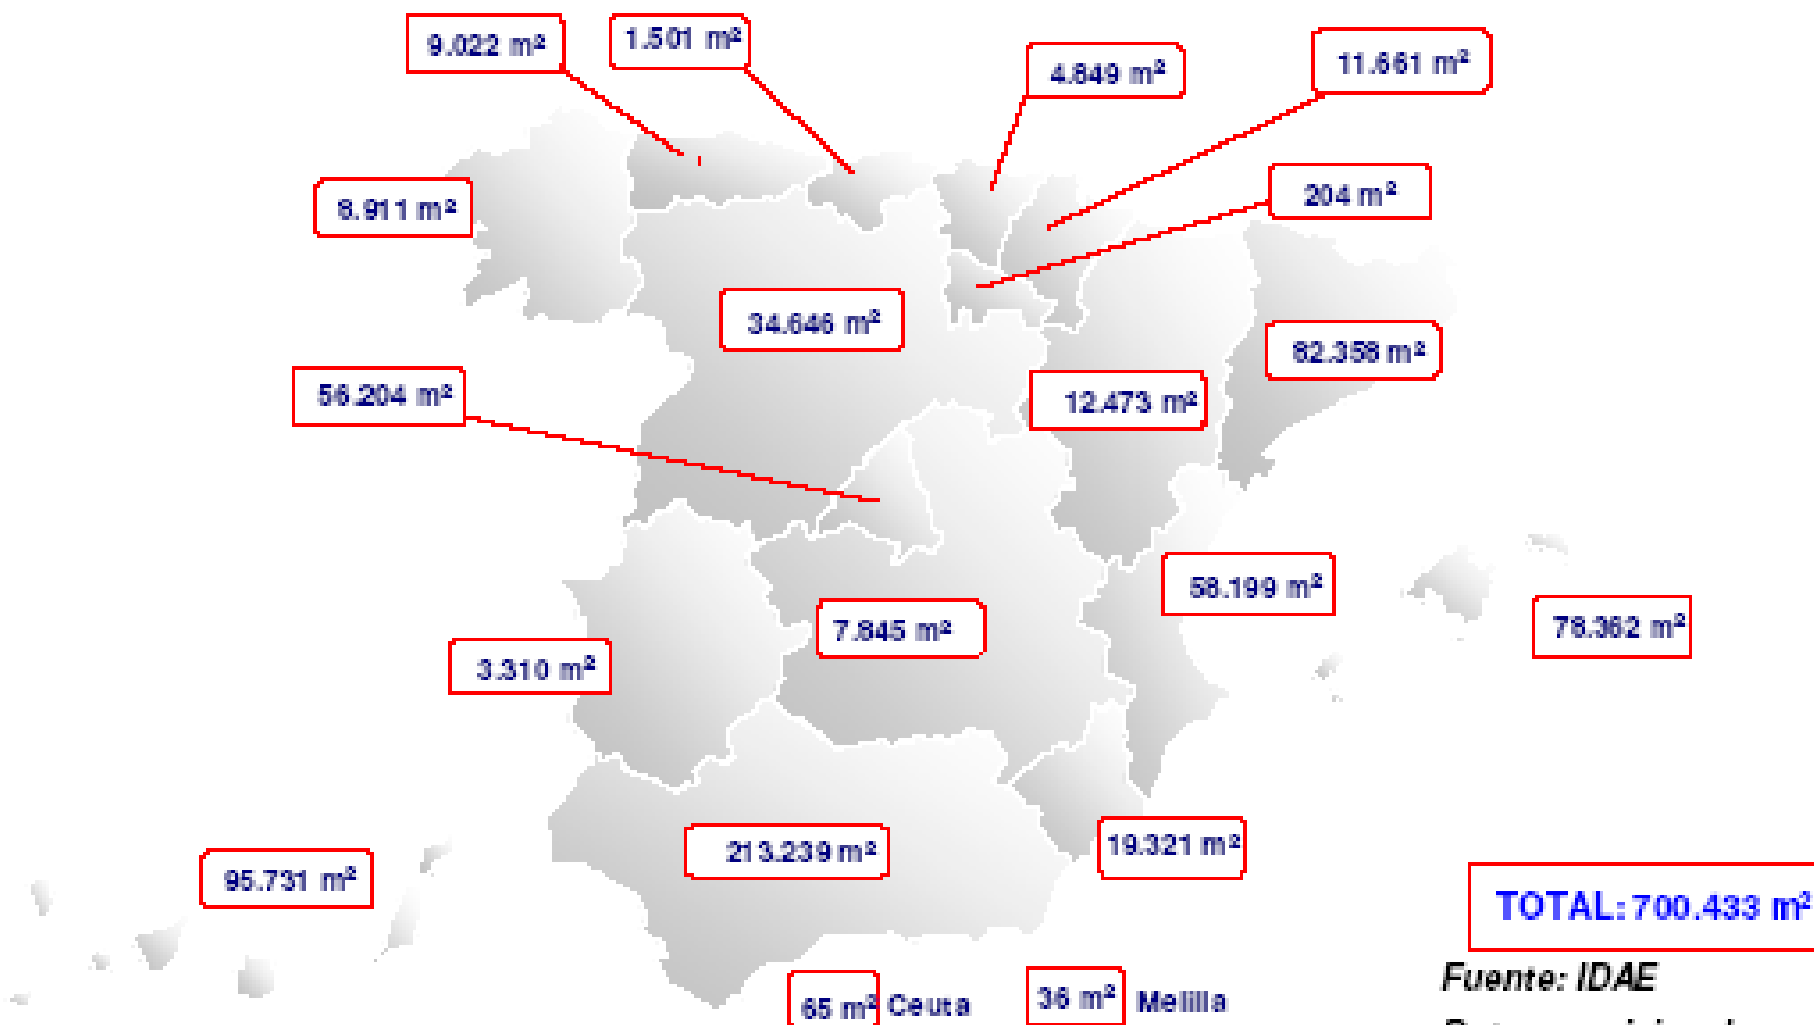 9.022 m²
1.501 m²
4.849 m²
11.661 m²
204 m²
8.911 m²
34.646 m²
82.358 m²
56.204 m²
12.473 m²
58.199 m²
7.845 m²
78.362 m²
3.310 m²
213.239 m²
19.321 m²
95.731 m²
TOTAL: 700.433 m²
Fuente: IDAE
65 m² Ceuta
36 m² Melilla